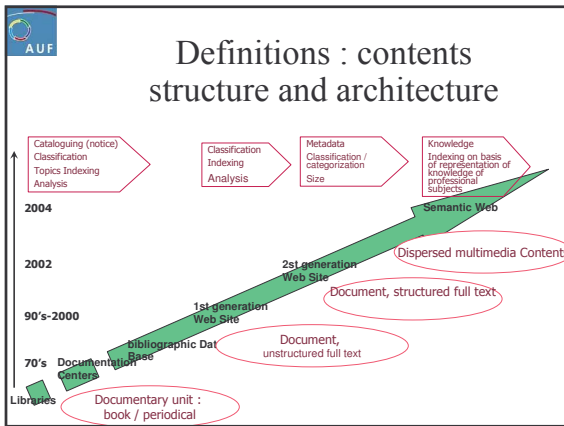 AUF
Definitions : contents
structure and architecture
Cataloguing (notice)
Classification
Topics Indexing
Analysis
Classification
Indexing
Analysis
Metadata
Classification /
categorization
Size
Knowledge
Indexing on basis
of representation of
knowledge of
professional
subjects
2004
Semantic Web
Dispersed multimedia Contents
2002
2st generation
Web Site
Document, structured full text
90's-2000
1st generation
Web Site
Document,
unstructured full text
bibliographic Dat
Base
70's
Documentation
Centers
Libraries
Documentary unit :
book / periodical